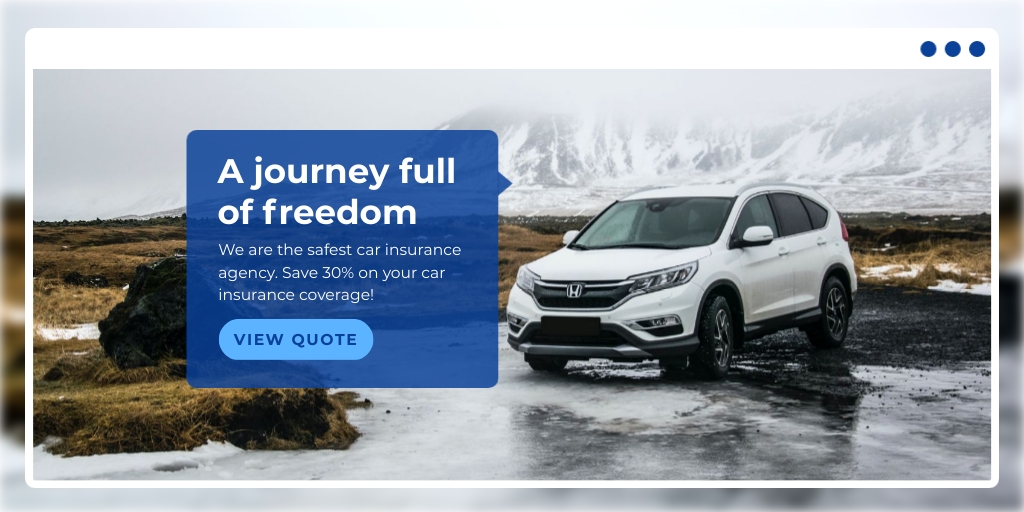 A journey full
of freedom
We are the safest car insurance
agency. Save 30% on your car
insurance coverage!
VIEW QUOTE